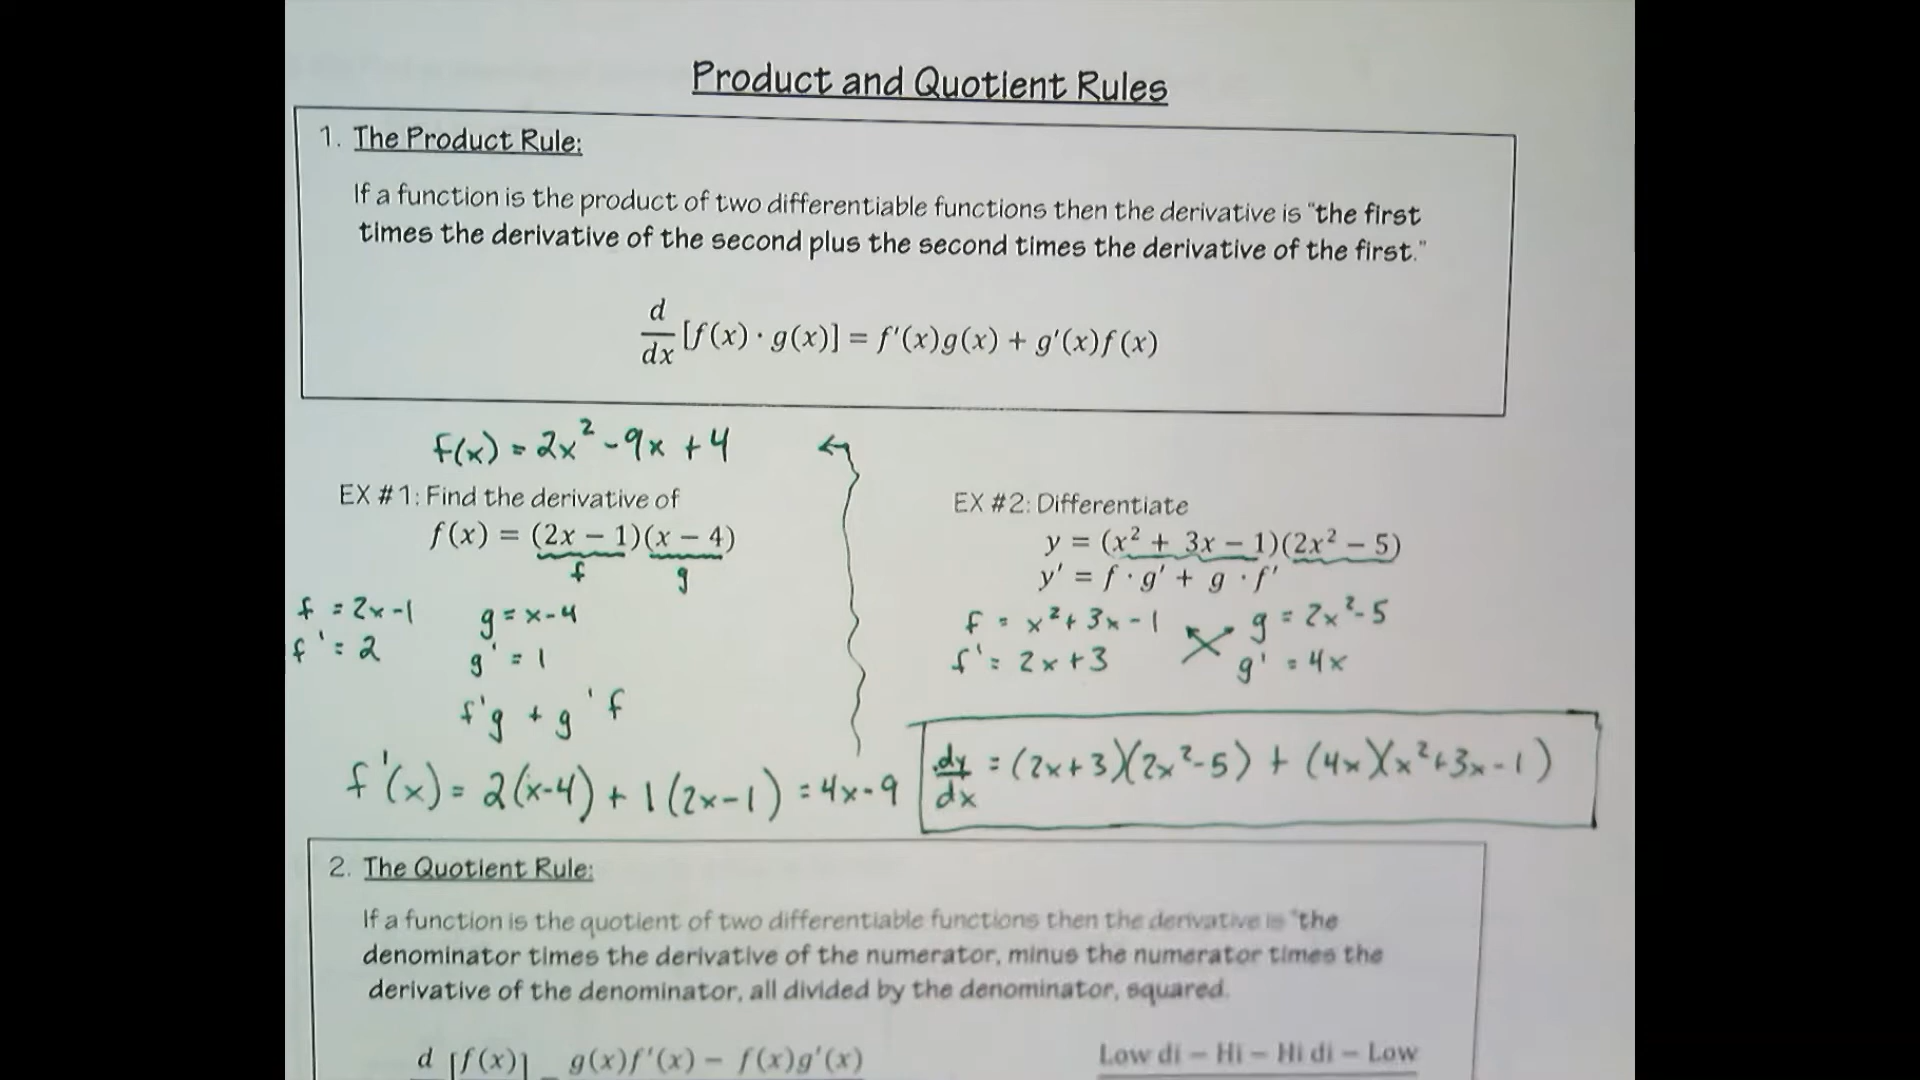 Product and Quotient Rules
1. The Product Rule:
If a function is the product of two differentiable functions then the derivative is "the first
times the derivative of the second plus the second times the derivative of the first."
d/dx [f(x) · g(x)] = f'(x)g(x) + g'(x)f(x)
f(x) = 2x² - 9x + 4
EX #1: Find the derivative of
f(x) = (2x − 1)(x − 4)
f g
f = 2x-1 g = x-4
f' = 2 g' = 1
f'g + g'f
f'(x) = 2(x-4) + 1(2x-1) = 4x-9
EX #2: Differentiate
y = (x² + 3x − 1)(2x² − 5)
y' = f · g' + g · f'
f = x² + 3x - 1 g = 2x² - 5
f' = 2x + 3 g' = 4x
dy/dx = (2x+3)(2x²-5) + (4x)(x²+3x-1)
2. The Quotient Rule:
If a function is the quotient of two differentiable functions then the derivative is "the
denominator times the derivative of the numerator, minus the numerator times the
derivative of the denominator, all divided by the denominator, squared.
d [f(x)] _ g(x)f'(x) − f(x)g'(x)
Low di − Hi − Hi di − Low